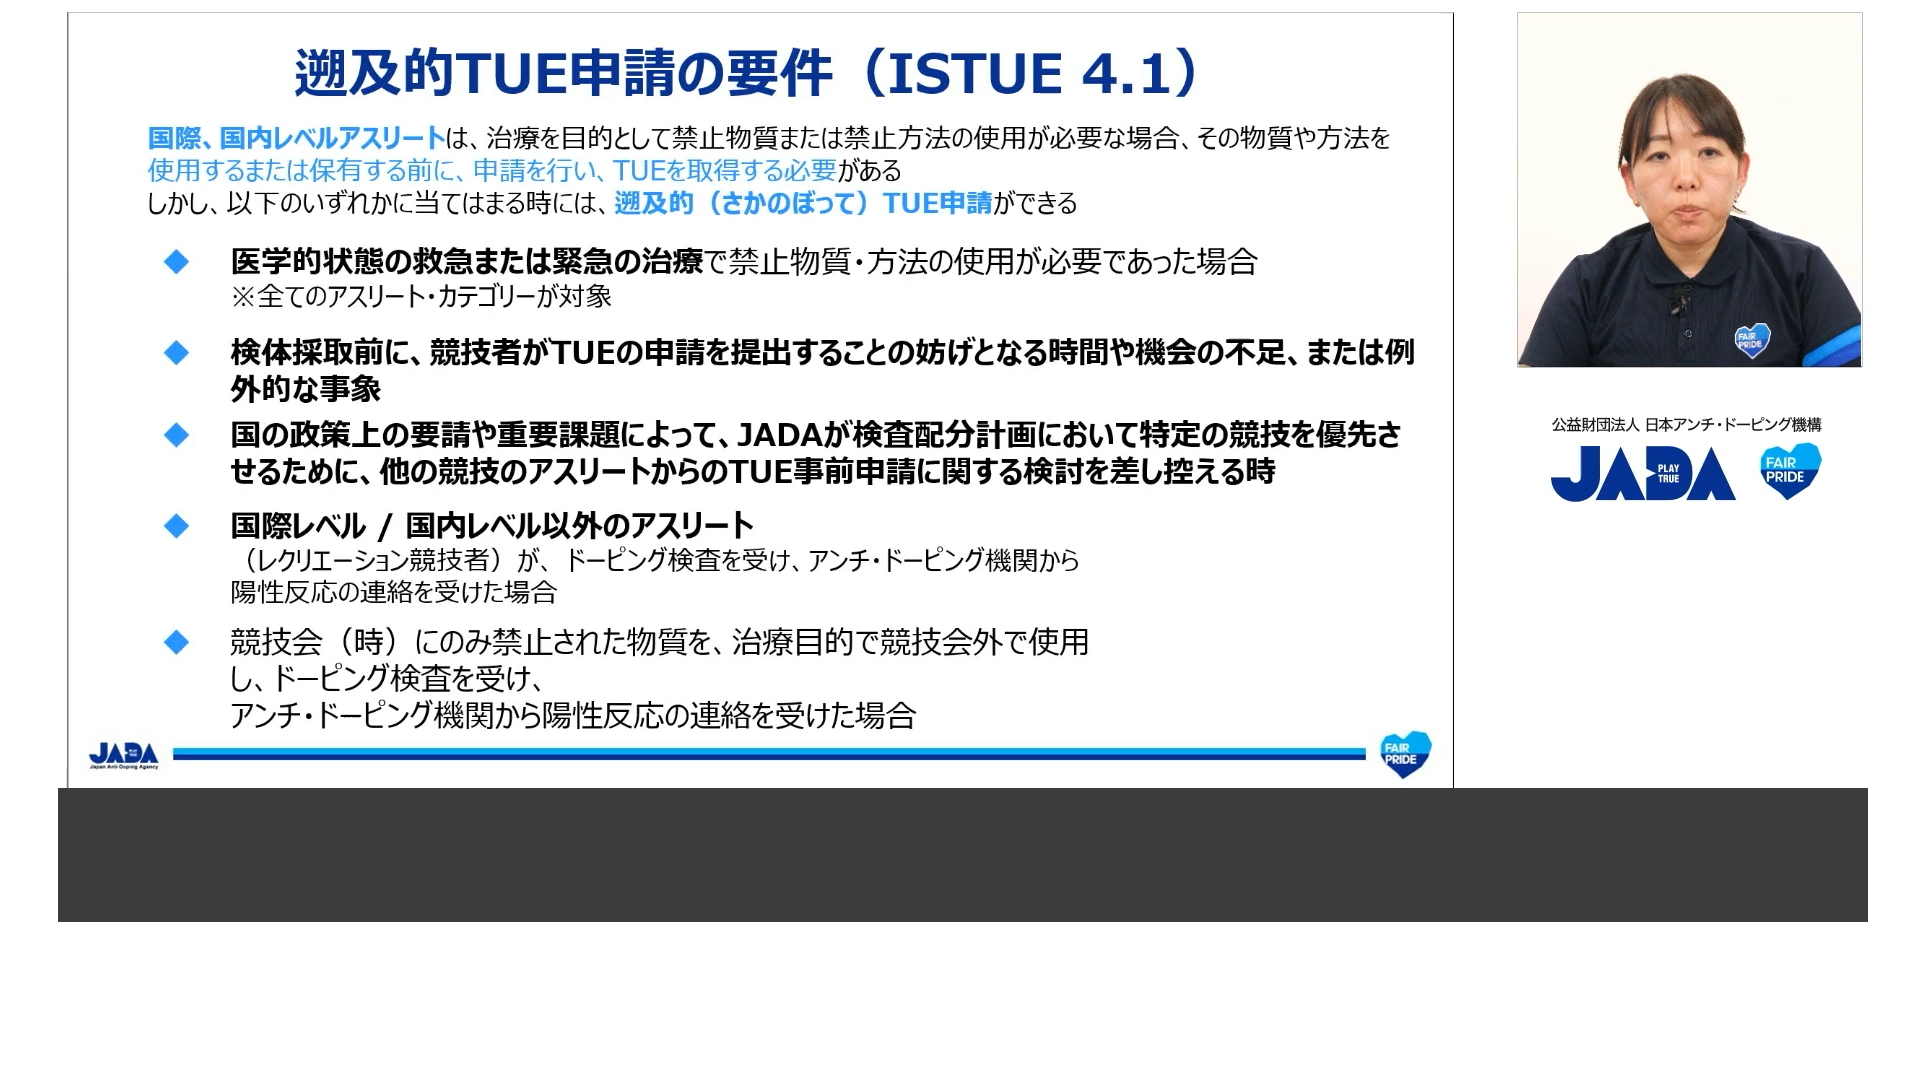 遡及的TUE申請の要件（ISTUE 4.1）
国際、国内レベルアスリートは、治療を目的として禁止物質または禁止方法の使用が必要な場合、その物質や方法を
使用するまたは保有する前に、申請を行い、TUEを取得する必要がある
しかし、以下のいずれかに当てはまる時には、遡及的（さかのぼって）TUE申請ができる
◆ 医学的状態の救急または緊急の治療で禁止物質・方法の使用が必要であった場合
※全てのアスリート・カテゴリーが対象
◆ 検体採取前に、競技者がTUEの申請を提出することの妨げとなる時間や機会の不足、または例
外的な事象
◆ 国の政策上の要請や重要課題によって、JADAが検査配分計画において特定の競技を優先さ
せるために、他の競技のアスリートからのTUE事前申請に関する検討を差し控える時
◆ 国際レベル / 国内レベル以外のアスリート
（レクリエーション競技者）が、ドーピング検査を受け、アンチ・ドーピング機関から
陽性反応の連絡を受けた場合
◆ 競技会（時）にのみ禁止された物質を、治療目的で競技会外で使用
し、ドーピング検査を受け、
アンチ・ドーピング機関から陽性反応の連絡を受けた場合
JADA
PLAY
TRUE
Japan Anti-Doping Agency
FAIR
PRIDE
FAIR
PRIDE
公益財団法人 日本アンチ・ドーピング機構
JADA
PLAY
TRUE
FAIR
PRIDE